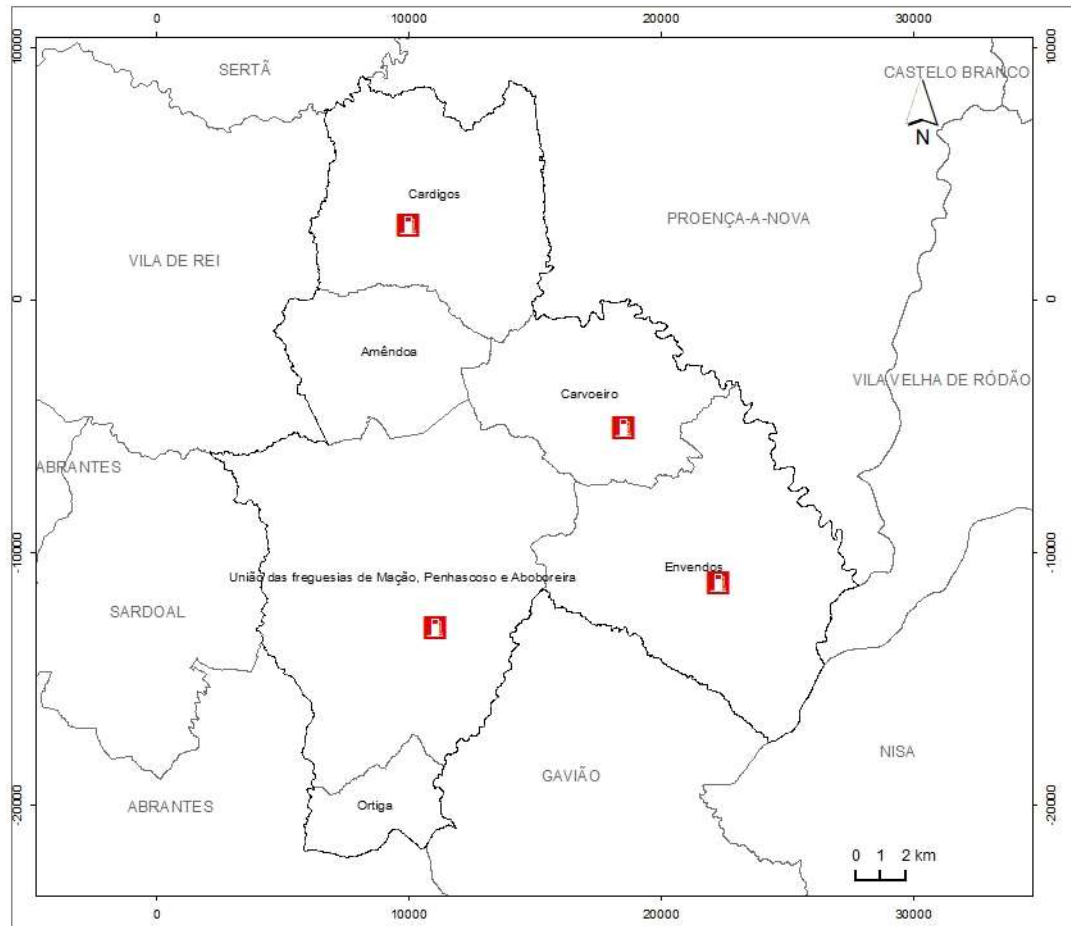 0 10000 20000 30000
10000 10000
SERTÃ
CASTELO BRANCO
N
Cardigos
PROENÇA-A-NOVA
VILA DE REI
0 0
Amêndoa
VILA VELHA DE RÓDÃO
Carvoeiro
ABRANTES
-10000 -10000
Envendos
União das freguesias de Mação, Penhascoso e Aboboreira
SARDOAL
NISA
GAVIÃO
ABRANTES
Ortiga
-20000 -20000
0 1 2 km
0 10000 20000 30000